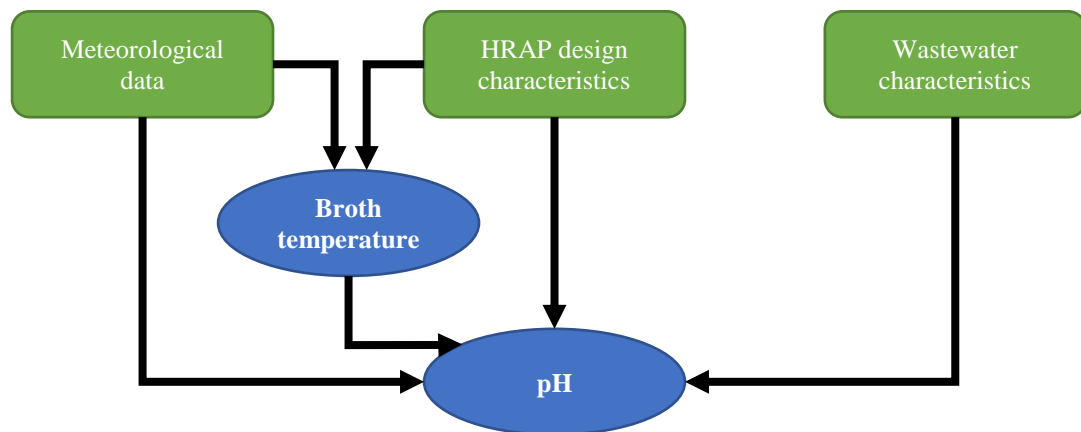 Meteorological
data
HRAP design
characteristics
Wastewater
characteristics
Broth
temperature
pH